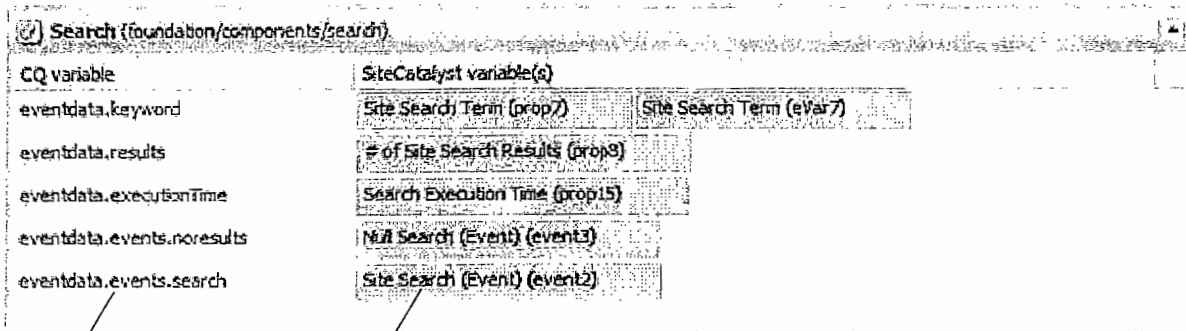 Search (foundation/components/search)
CQ variable SiteCatalyst variable(s)
eventdata.keyword Site Search Term (prop7) Site Search Term (eVar7)
eventdata.results # of Site Search Results (prop8)
eventdata.executionTime Search Execution Time (prop15)
eventdata.events.noresults Null Search (Event) (event3)
eventdata.events.search Site Search (Event) (event2)